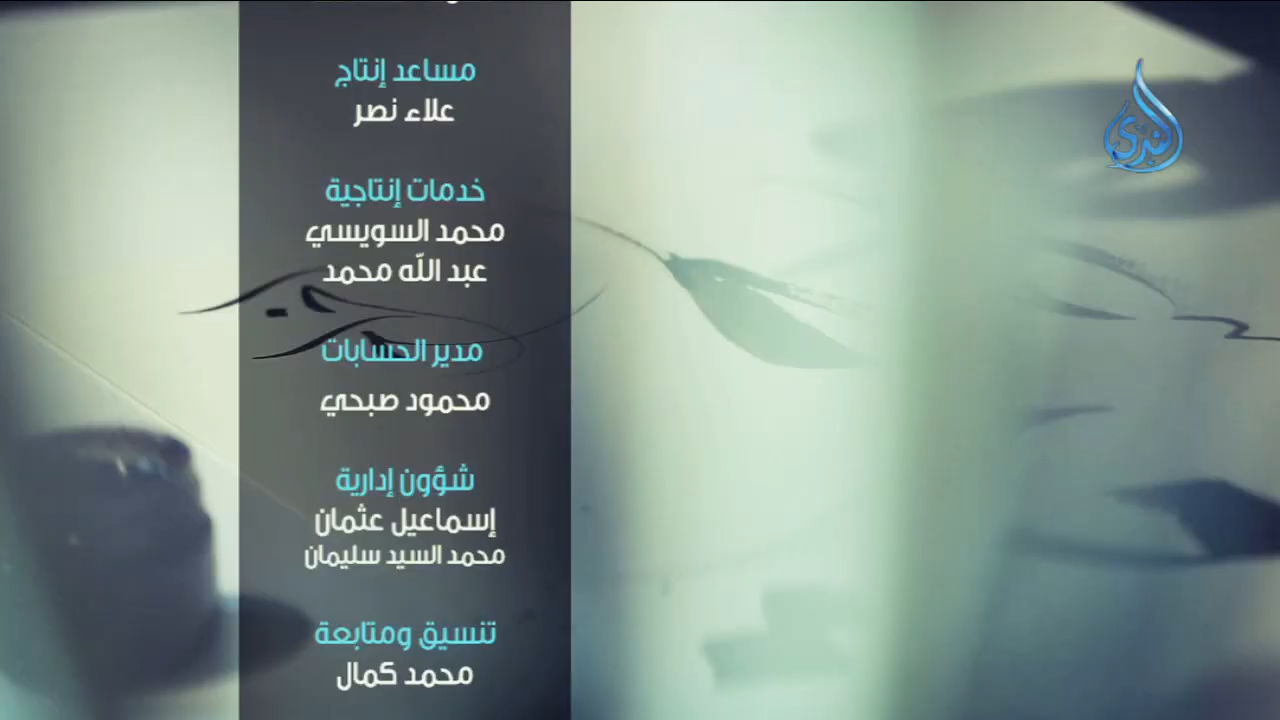 مساعد إنتاج
علاء نصر
خدمات إنتاجية
محمد السويسي
عبد الله محمد
مدير الحسابات
محمود صبحي
شؤون إدارية
إسماعيل عثمان
محمد السيد سليمان
تنسيق ومتابعة
محمد كمال
الندى